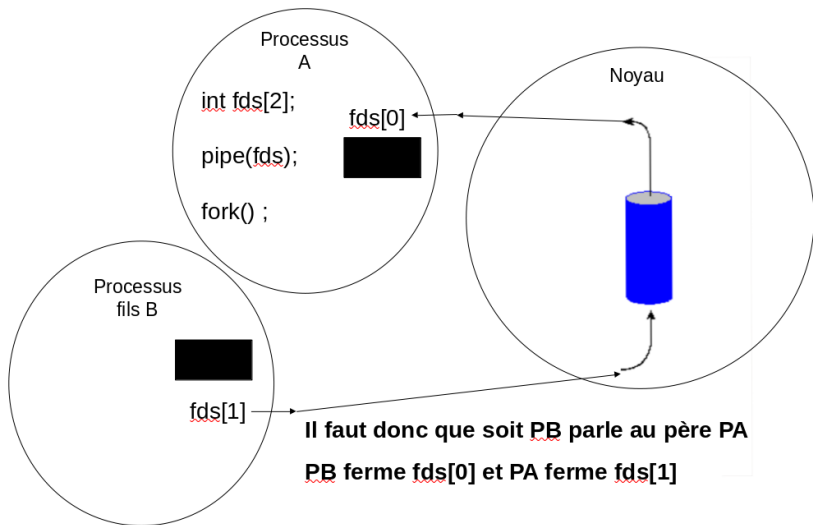 Processus
A
int fds[2];
fds[0]
pipe(fds);
fork() ;
Noyau
Processus
fils B
fds[1]
Il faut donc que soit PB parle au père PA
PB ferme fds[0] et PA ferme fds[1]